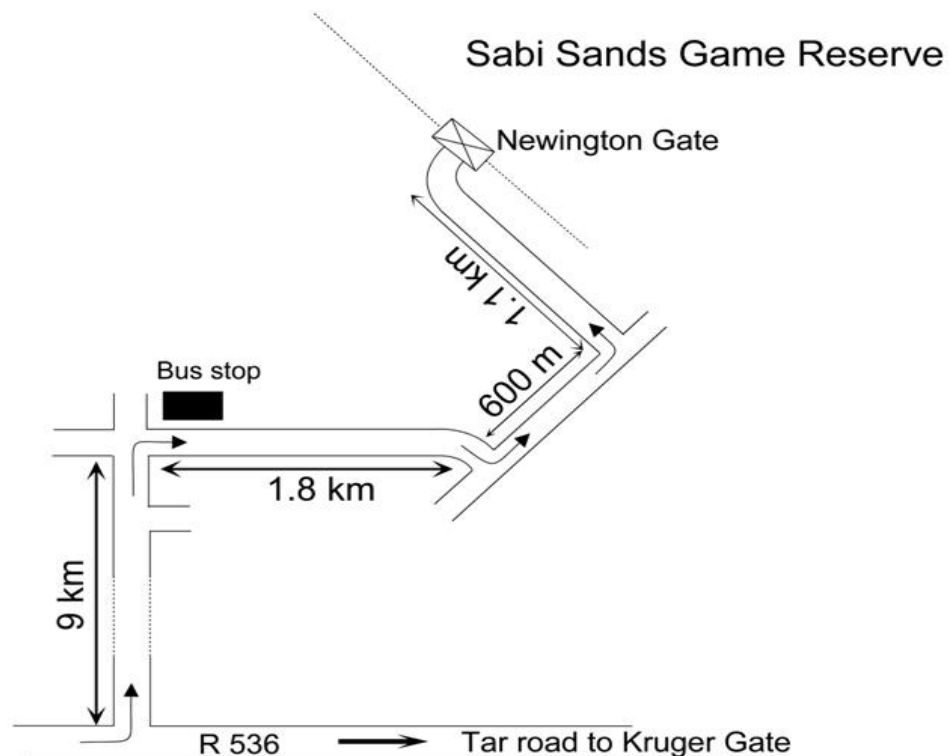 Sabi Sands Game Reserve
Newington Gate
1.1 km
600 m
Bus stop
1.8 km
9 km
R 536
Tar road to Kruger Gate